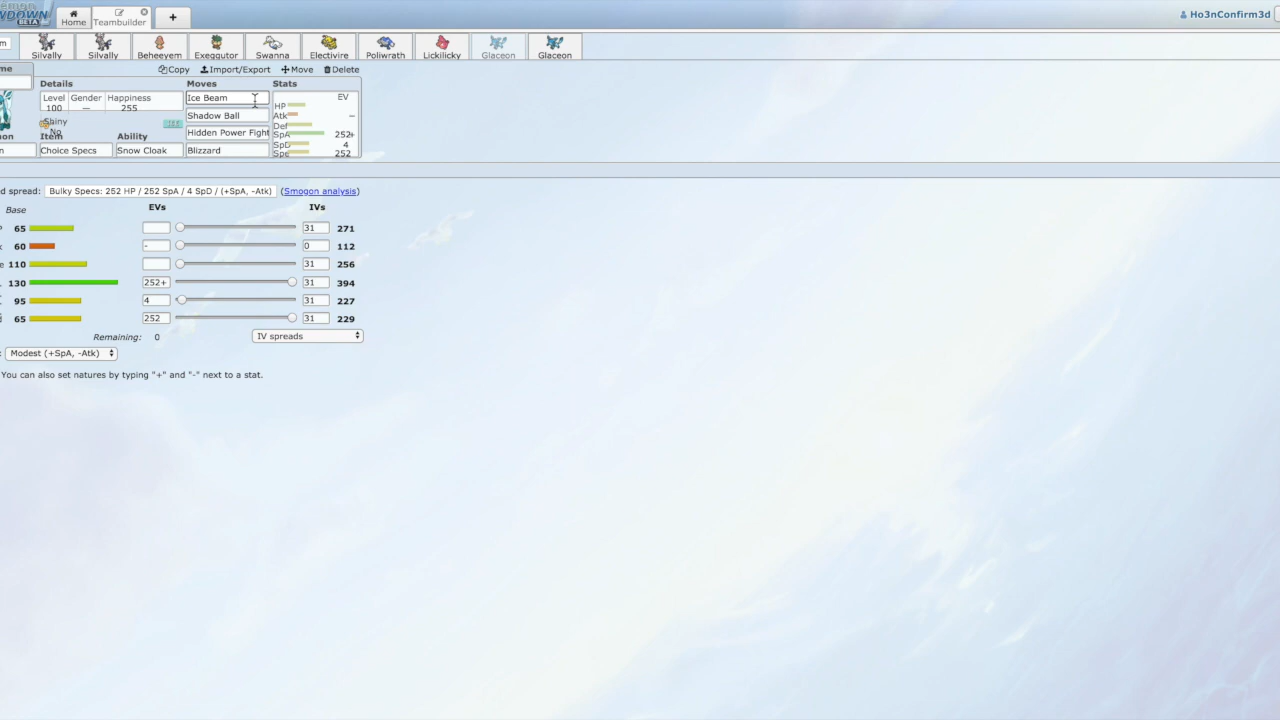 OWDOWN
BETA
Home
Teambuilder
+
Ho3nConfirm3d
Silvally Silvally Beheeyem Exeggutor Swanna Electivire Poliwrath Lickilicky Glaceon Glaceon
Copy Import/Export Move Delete
Details Moves Stats
Level Gender Happiness
100 — 255
Shiny
No
ICE
Item Ability
Choice Specs Snow Cloak
Ice Beam
Shadow Ball
Hidden Power Fight
Blizzard
EV
HP
Atk –
Def
SpA 252+
SpD 4
Spe 252
d spread: Bulky Specs: 252 HP / 252 SpA / 4 SpD / (+SpA, -Atk) (Smogon analysis)
Base EVs IVs
65 31 271
60 - 0 112
110 31 256
130 252+ 31 394
95 4 31 227
65 252 31 229
Remaining: 0 IV spreads
: Modest (+SpA, -Atk)
You can also set natures by typing "+" and "-" next to a stat.